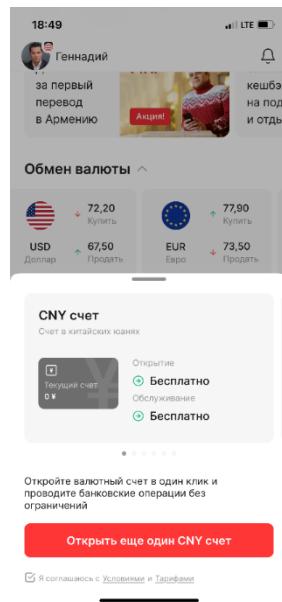 18:49
LTE
Геннадий
за первый
перевод
в Армению
Акция!
кешбэ
на под
и отды
Обмен валюты
72,20
Купить
77,90
Купить
USD
Доллар
67,50
Продать
EUR
Евро
73,50
Продать
CNY счет
Счет в китайских юанях
Текущий счет
0 ¥
Открытие
Бесплатно
Обслуживание
Бесплатно
Откройте валютный счет в один клик и
проводите банковские операции без
ограничений
Открыть еще один CNY счет
Я соглашаюсь с Условиями и Тарифами